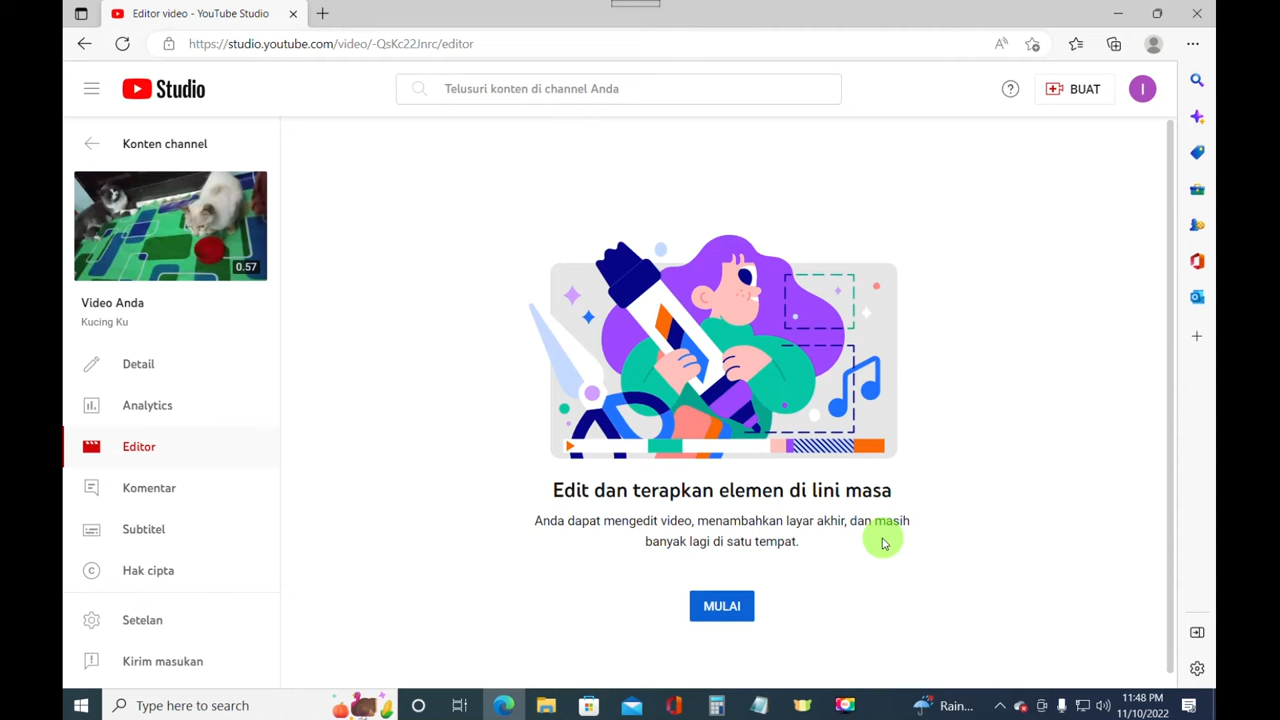 Editor video - YouTube Studio
https://studio.youtube.com/video/-QsKc22Jnrc/editor
Studio
Telusuri konten di channel Anda
BUAT
I
Konten channel
0.57
Video Anda
Kucing Ku
Detail
Analytics
Editor
Komentar
Subtitel
Hak cipta
Setelan
Kirim masukan
Edit dan terapkan elemen di lini masa
Anda dapat mengedit video, menambahkan layar akhir, dan masih
banyak lagi di satu tempat.
MULAI
Type here to search
Rain...
11:48 PM
11/10/2022